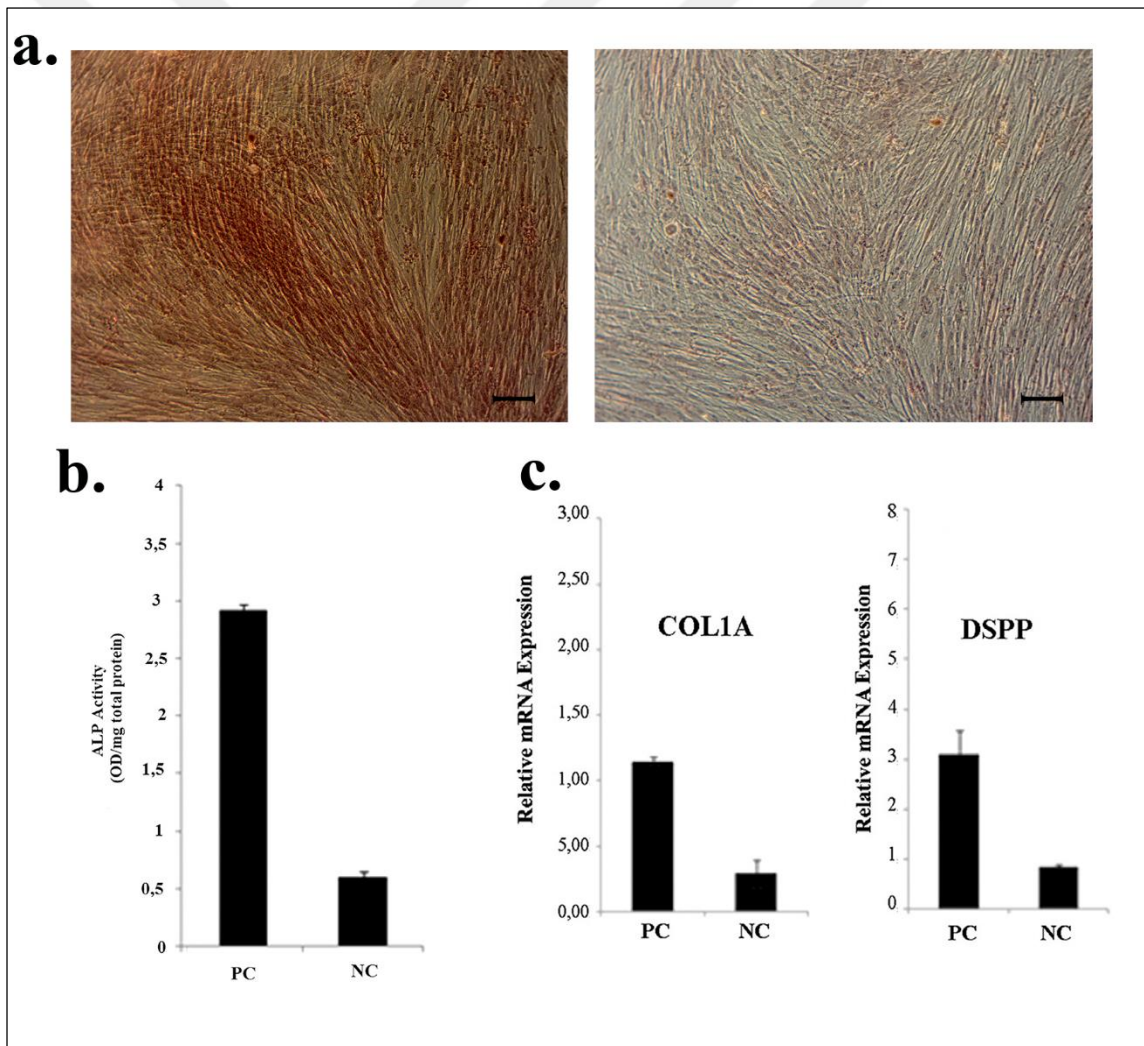 a.
b.
4
3,5
3
2,5
2
1,5
1
0,5
0
ALP Activity
(OD/mg total protein)
PC
NC
c.
3,00
2,50
2,00
1,50
1,00
5,00
0,00
Relative mRNA Expression
COL1A
PC
NC
8
7
6
5
4
3
2
1
0
Relative mRNA Expression
DSPP
PC
NC